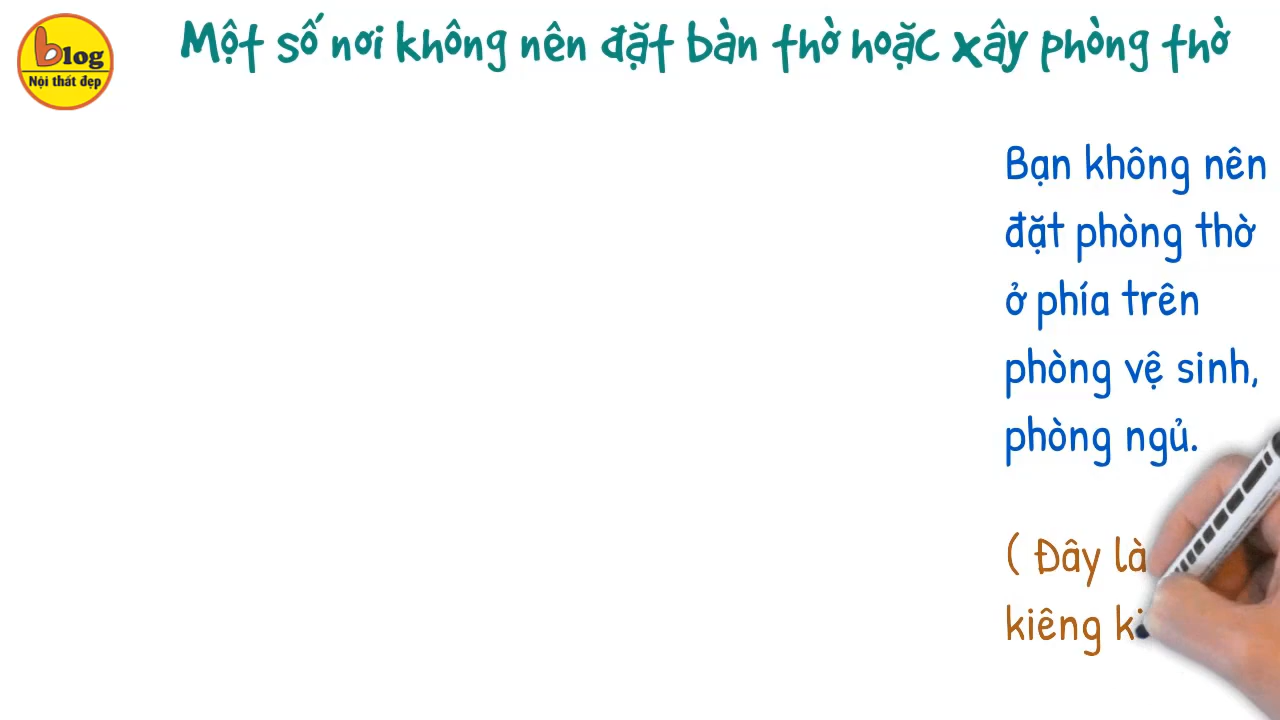 blog
Nội thất đẹp
Một số nơi không nên đặt bàn thờ hoặc xây phòng thờ
Bạn không nên
đặt phòng thờ
ở phía trên
phòng vệ sinh,
phòng ngủ.
( Đây là
kiêng